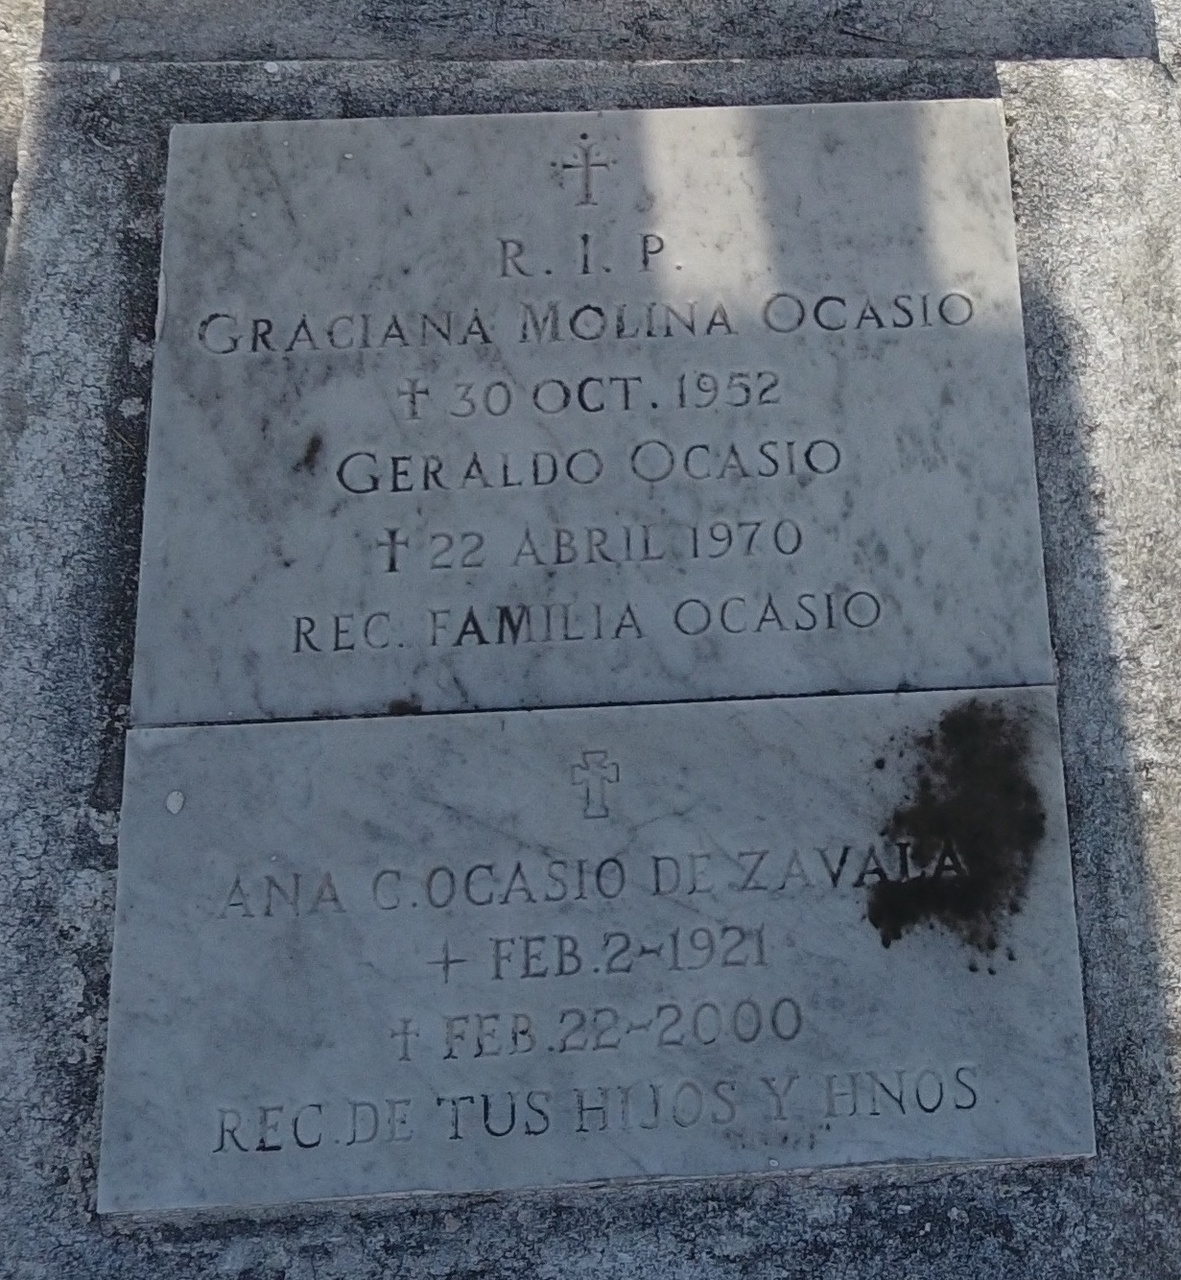 R.I.P.
GRACIANA MOLINA OCASIO
✝ 30 OCT. 1952
GERALDO OCASIO
✝ 22 ABRIL 1970
REC. FAMILIA OCASIO
ANA C. OCASIO DE ZAVALA
+ FEB. 2-1921
✝ FEB. 22-2000
REC. DE TUS HIJOS Y HNOS.